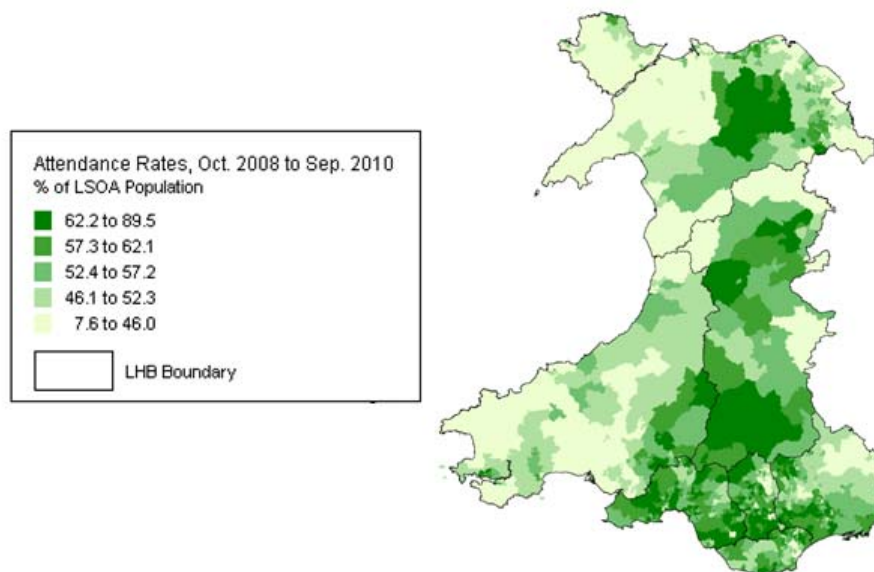 Attendance Rates, Oct. 2008 to Sep. 2010
% of LSOA Population
62.2 to 89.5
57.3 to 62.1
52.4 to 57.2
46.1 to 52.3
7.6 to 46.0
LHB Boundary